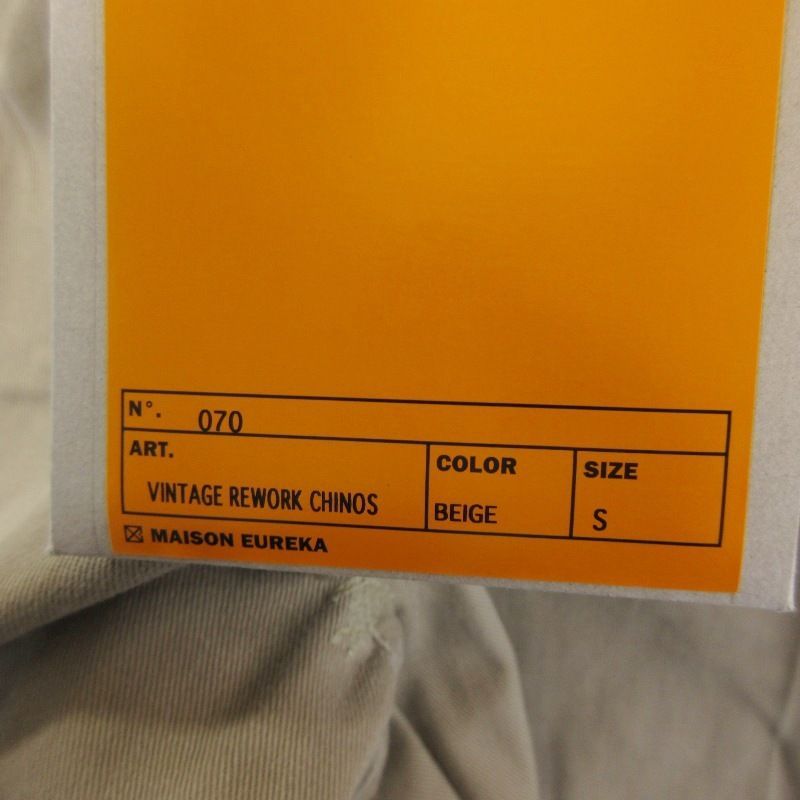 N°. 070
ART. COLOR SIZE
VINTAGE REWORK CHINOS BEIGE S
MAISON EUREKA